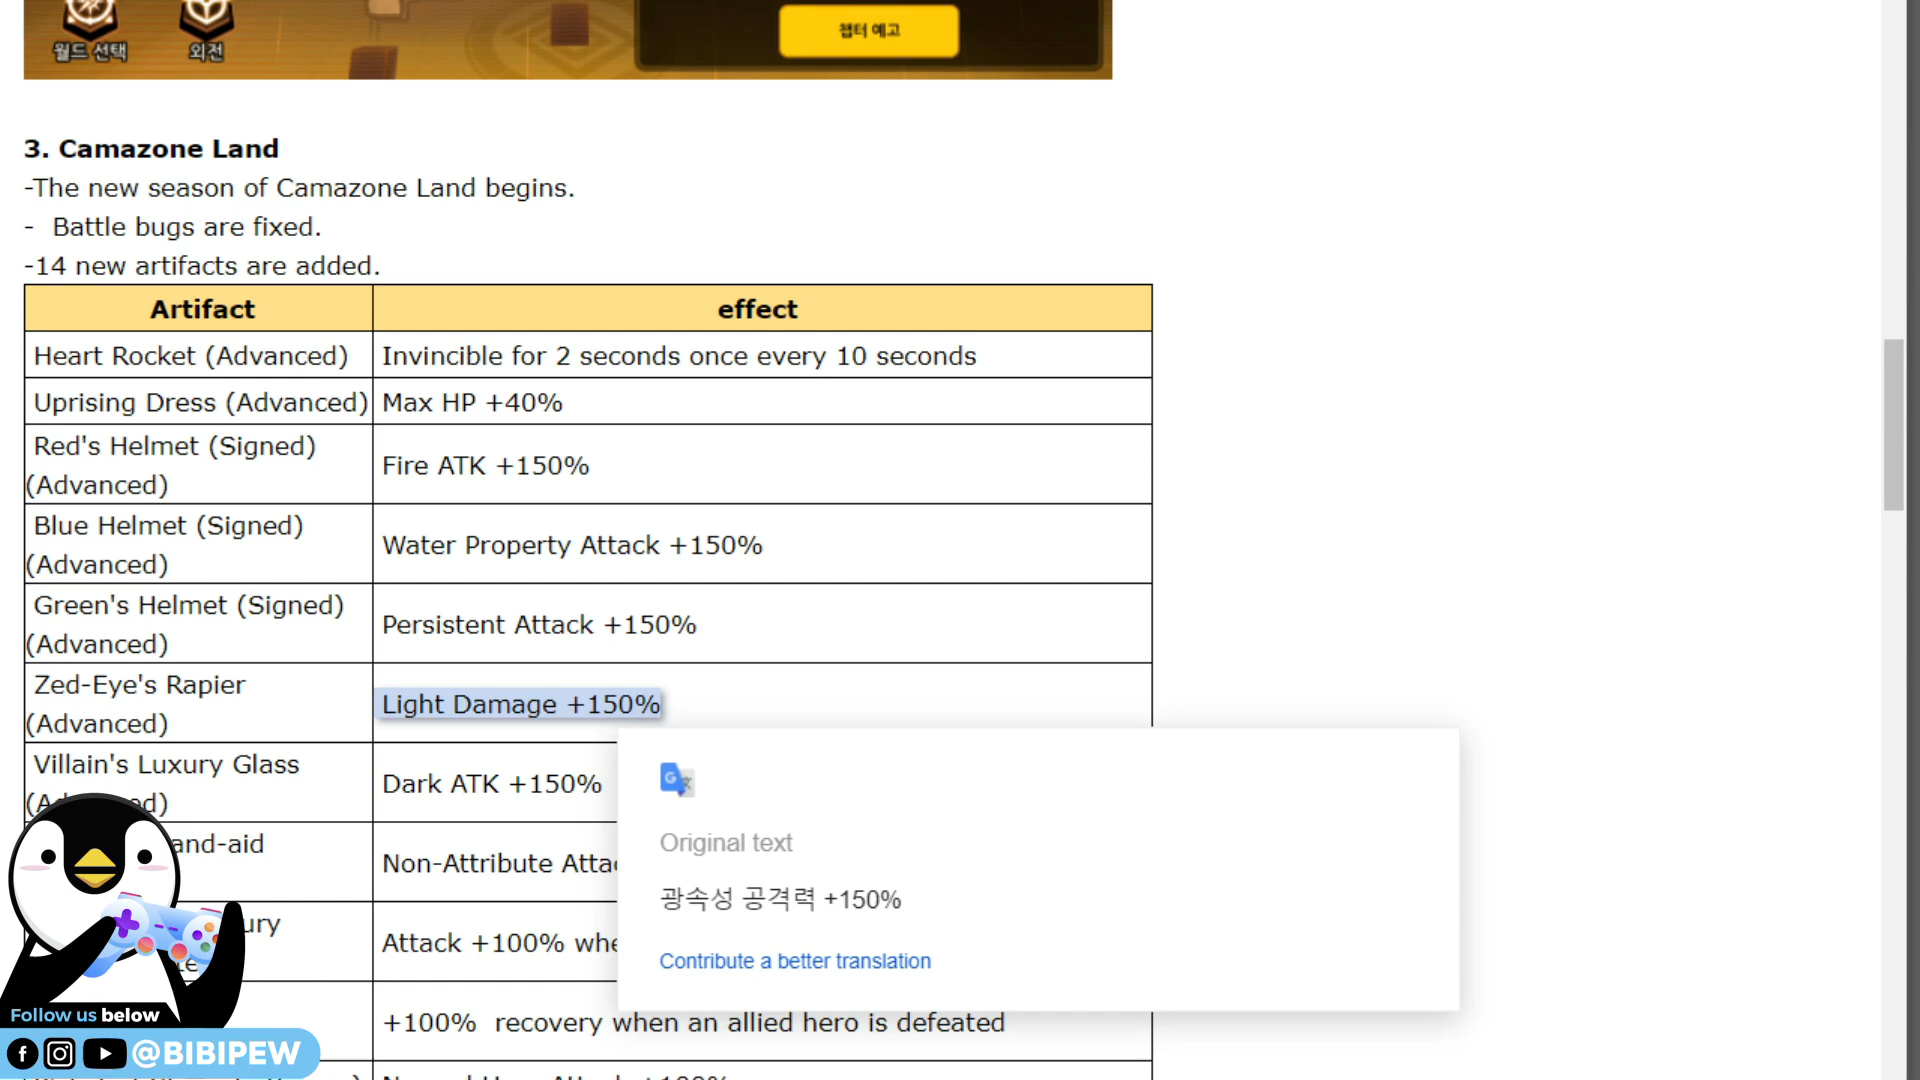 월드 선택
외전
챕터 예고
3. Camazone Land
-The new season of Camazone Land begins.
- Battle bugs are fixed.
-14 new artifacts are added.
Artifact effect
Heart Rocket (Advanced) Invincible for 2 seconds once every 10 seconds
Uprising Dress (Advanced) Max HP +40%
Red's Helmet (Signed)
(Advanced)
Fire ATK +150%
Blue Helmet (Signed)
(Advanced)
Water Property Attack +150%
Green's Helmet (Signed)
(Advanced)
Persistent Attack +150%
Zed-Eye's Rapier
(Advanced)
Light Damage +150%
Villain's Luxury Glass
Dark ATK +150%
and-aid
Non-Attribute
ury
Attack +100%
+100% recovery when an allied hero is defeated
Original text
광속성 공격력 +150%
Contribute a better translation
Follow us below
@BIBIPEW